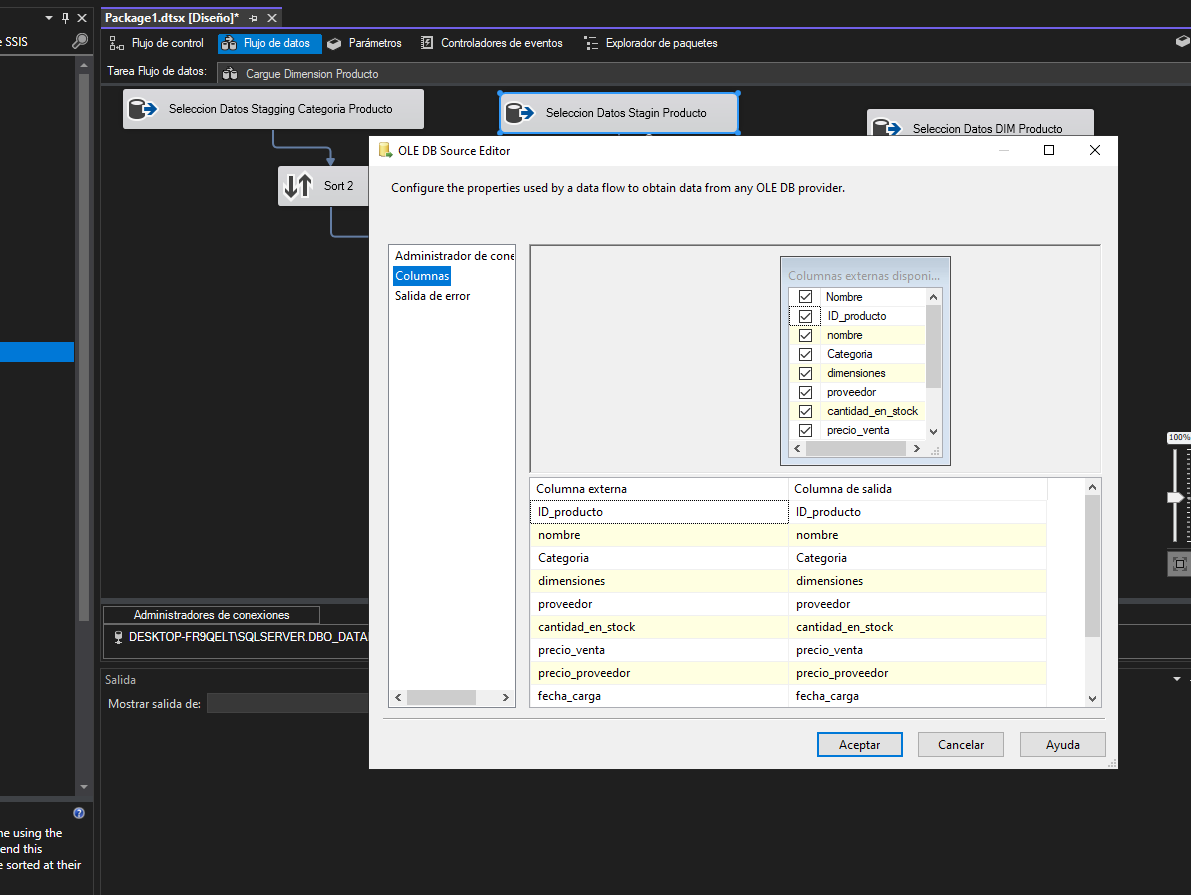 Package1.dtsx [Diseño]*
e SSIS
Flujo de control
Flujo de datos
Parámetros
Controladores de eventos
Explorador de paquetes
Tarea Flujo de datos:
Cargue Dimension Producto
Seleccion Datos Stagging Categoria Producto
Seleccion Datos Stagin Producto
Seleccion Datos DIM Producto
Sort 2
OLE DB Source Editor
Configure the properties used by a data flow to obtain data from any OLE DB provider.
Administrador de cone
Columnas
Salida de error
Columnas externas disponi...
Nombre
ID_producto
nombre
Categoria
dimensiones
proveedor
cantidad_en_stock
precio_venta
100%
Columna externa Columna de salida
ID_producto ID_producto
nombre nombre
Categoria Categoria
dimensiones dimensiones
proveedor proveedor
cantidad_en_stock cantidad_en_stock
precio_venta precio_venta
precio_proveedor precio_proveedor
fecha_carga fecha_carga
Aceptar Cancelar Ayuda
Administradores de conexiones
DESKTOP-FR9QELT\SQLSERVER.DBO_DATA
Salida
Mostrar salida de:
ne using the
end this
e sorted at their